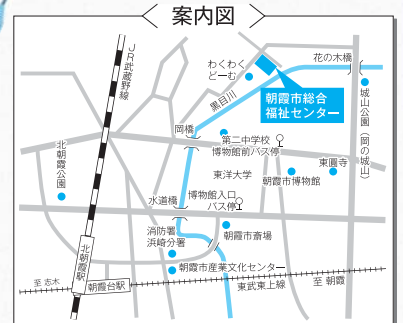 案内図
JR武蔵野線
わくわく
どーむ
花の木橋
黒目川
朝霞市総合
福祉センター
城山公園（岡の城山）
岡橋
第二中学校
博物館前バス停
東圓寺
北朝霞公園
東洋大学
朝霞市博物館
水道橋
博物館入口
バス停
消防署
浜崎分署
朝霞市斎場
北朝霞駅
朝霞市産業文化センター
至 志木
朝霞台駅
東武東上線
至 朝霞